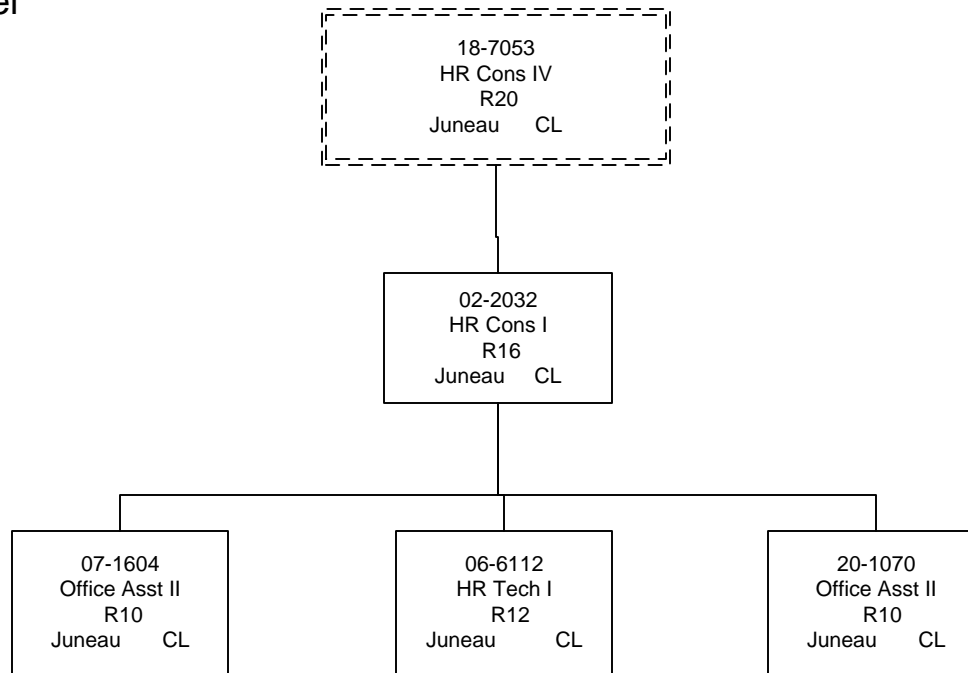 18-7053
HR Cons IV
R20
Juneau CL
02-2032
HR Cons I
R16
Juneau CL
07-1604
Office Asst II
R10
Juneau CL
06-6112
HR Tech I
R12
Juneau CL
20-1070
Office Asst II
R10
Juneau CL